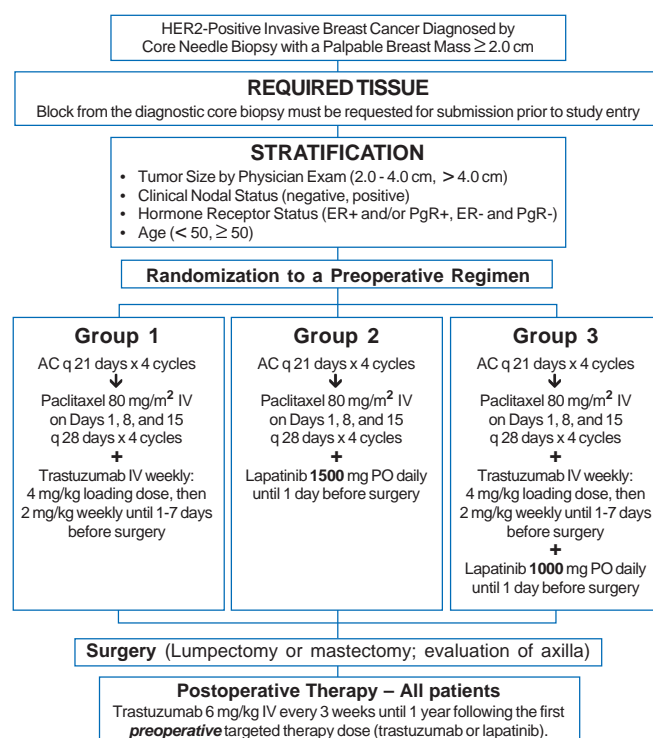 HER2-Positive Invasive Breast Cancer Diagnosed by
Core Needle Biopsy with a Palpable Breast Mass ≥ 2.0 cm
REQUIRED TISSUE
Block from the diagnostic core biopsy must be requested for submission prior to study entry
STRATIFICATION
• Tumor Size by Physician Exam (2.0 - 4.0 cm, > 4.0 cm)
• Clinical Nodal Status (negative, positive)
• Hormone Receptor Status (ER+ and/or PgR+, ER- and PgR-)
• Age (< 50, ≥ 50)
Randomization to a Preoperative Regimen
Group 1
AC q 21 days x 4 cycles
↓
Paclitaxel 80 mg/m² IV
on Days 1, 8, and 15
q 28 days x 4 cycles
+
Trastuzumab IV weekly:
4 mg/kg loading dose, then
2 mg/kg weekly until 1-7 days
before surgery
Group 2
AC q 21 days x 4 cycles
↓
Paclitaxel 80 mg/m² IV
on Days 1, 8, and 15
q 28 days x 4 cycles
+
Lapatinib 1500 mg PO daily
until 1 day before surgery
Group 3
AC q 21 days x 4 cycles
↓
Paclitaxel 80 mg/m² IV
on Days 1, 8, and 15
q 28 days x 4 cycles
+
Trastuzumab IV weekly:
4 mg/kg loading dose, then
2 mg/kg weekly until 1-7 days
before surgery
+
Lapatinib 1000 mg PO daily
until 1 day before surgery
Surgery (Lumpectomy or mastectomy; evaluation of axilla)
Postoperative Therapy – All patients
Trastuzumab 6 mg/kg IV every 3 weeks until 1 year following the first
preoperative targeted therapy dose (trastuzumab or lapatinib).